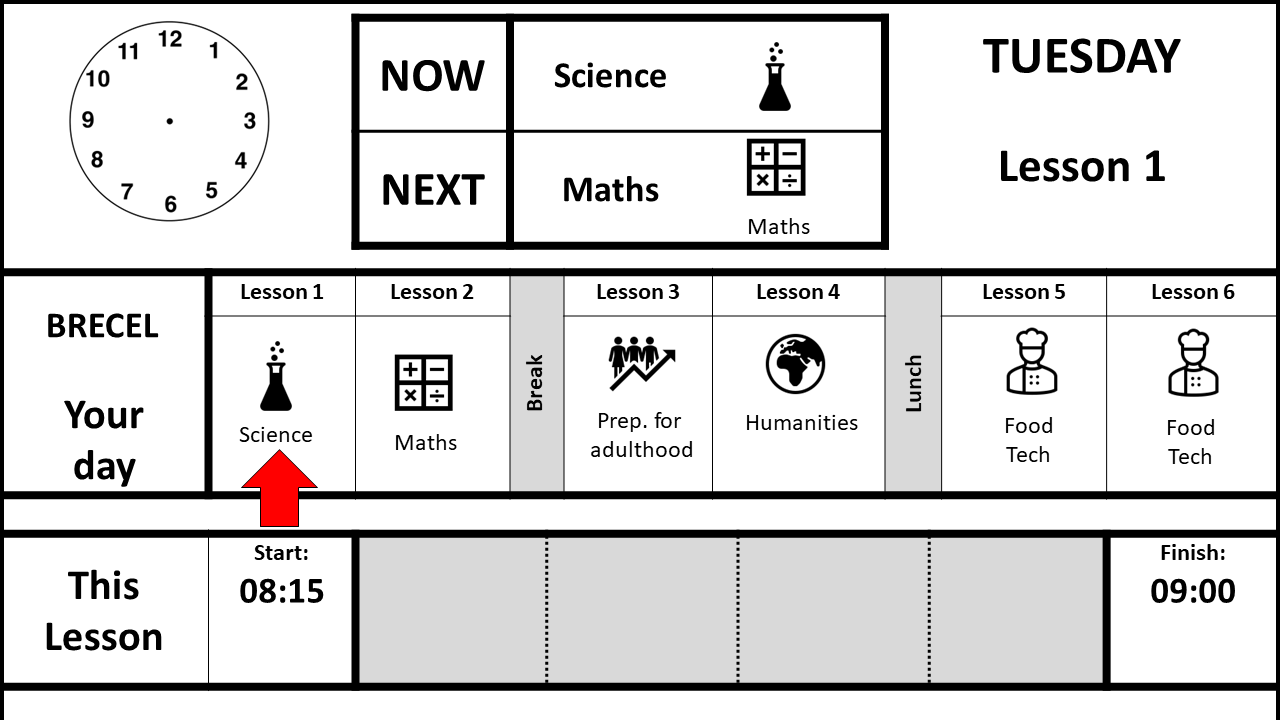 12
11
1
10
2
9
3
8
4
7
5
6
NOW
Science
NEXT
Maths
Maths
TUESDAY
Lesson 1
BRECEL
Your
day
Lesson 1
Science
Lesson 2
Maths
Break
Lesson 3
Prep. for
adulthood
Lesson 4
Humanities
Lunch
Lesson 5
Food
Tech
Lesson 6
Food
Tech
This
Lesson
Start:
08:15
Finish:
09:00